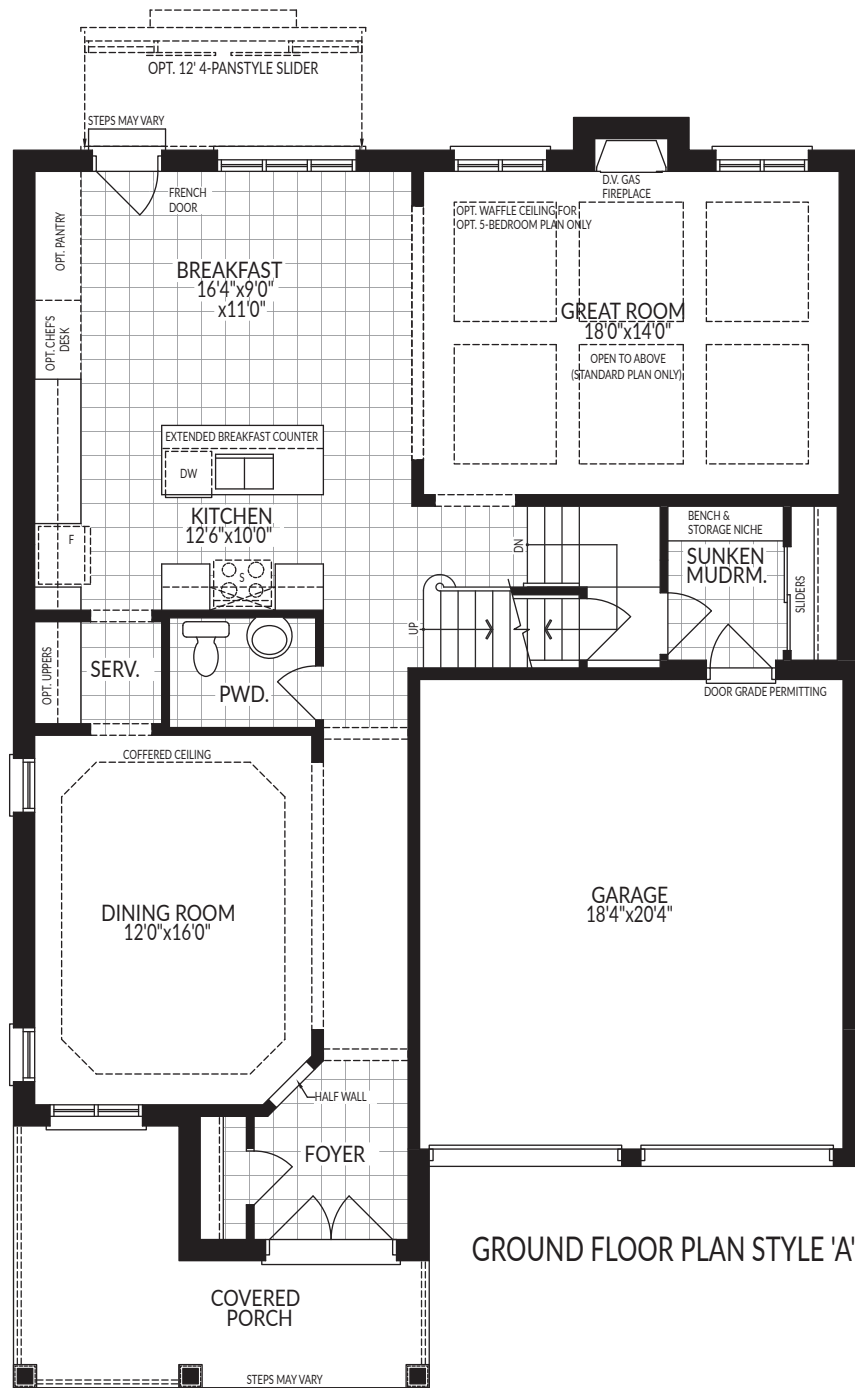 OPT. 12' 4-PANSTYLE SLIDER
STEPS MAY VARY
FRENCH
DOOR
D.V. GAS
FIREPLACE
OPT. PANTRY
OPT. WAFFLE CEILING FOR
OPT. 5-BEDROOM PLAN ONLY
BREAKFAST
16'4"x9'0"
x11'0"
GREAT ROOM
18'0"x14'0"
OPT. CHEF'S
DESK
OPEN TO ABOVE
(STANDARD PLAN ONLY)
EXTENDED BREAKFAST COUNTER
DW
KITCHEN
12'6"x10'0"
F
S
DN
BENCH &
STORAGE NICHE
SUNKEN
MUDRM.
SLIDERS
UP
OPT. UPPERS
SERV.
PWD.
DOOR GRADE PERMITTING
COFFERED CEILING
DINING ROOM
12'0"x16'0"
GARAGE
18'4"x20'4"
HALF WALL
FOYER
GROUND FLOOR PLAN STYLE 'A'
COVERED
PORCH
STEPS MAY VARY